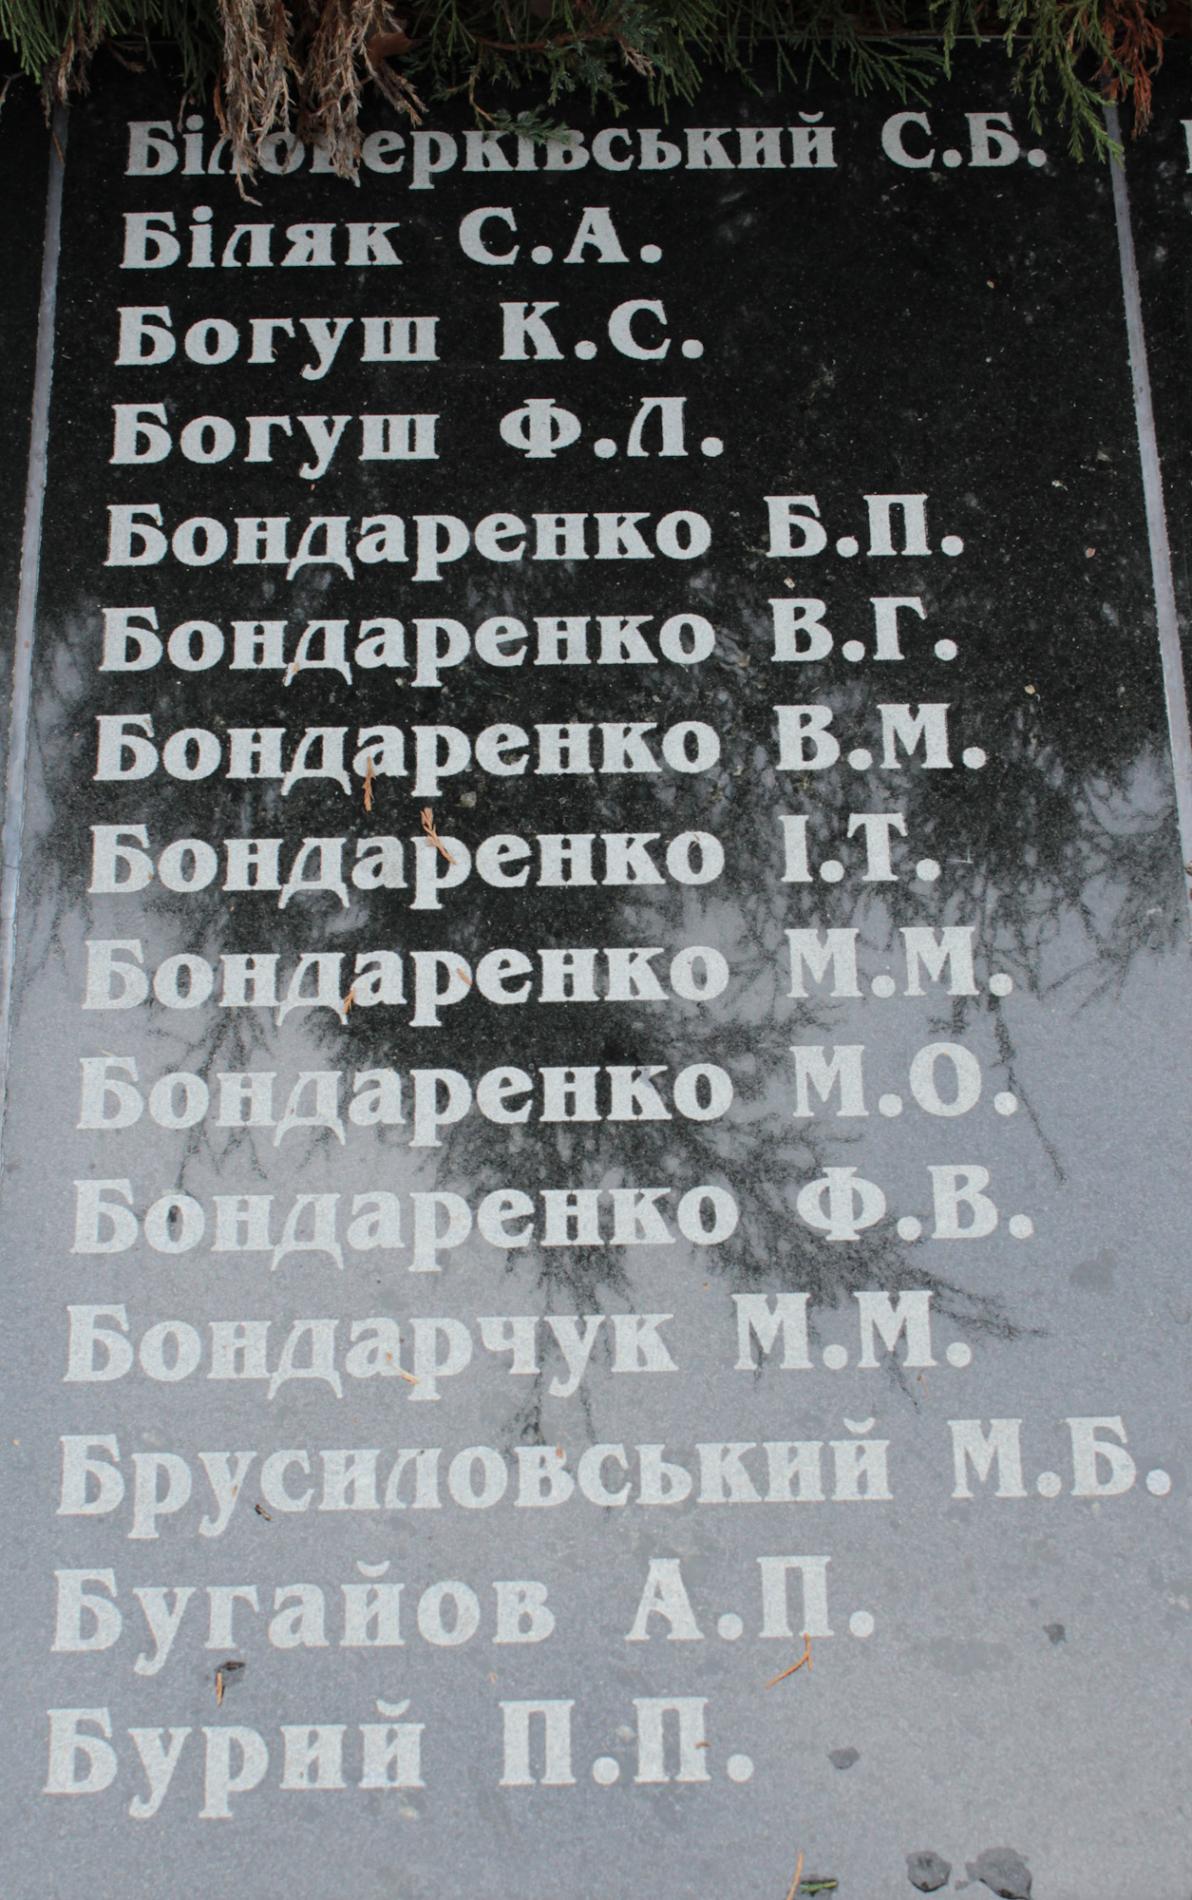 Білоцерківський С.Б.
Біляк С.А.
Богуш К.С.
Богуш Ф.Л.
Бондаренко Б.П.
Бондаренко В.Г.
Бондаренко В.М.
Бондаренко І.Т.
Бондаренко М.М.
Бондаренко М.О.
Бондаренко Ф.В.
Бондарчук М.М.
Брусиловський М.Б.
Бугайов А.П.
Бурий П.П.